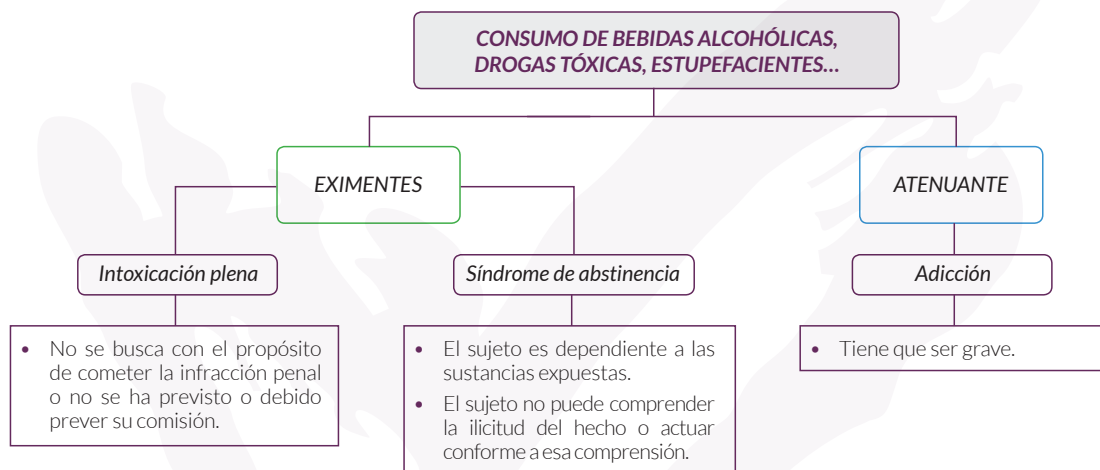 CONSUMO DE BEBIDAS ALCOHÓLICAS,
DROGAS TÓXICAS, ESTUPEFACIENTES…
EXIMENTES
ATENUANTE
Intoxicación plena
Síndrome de abstinencia
Adicción
• No se busca con el propósito
de cometer la infracción penal
o no se ha previsto o debido
prever su comisión.
• El sujeto es dependiente a las
sustancias expuestas.
• El sujeto no puede comprender
la ilicitud del hecho o actuar
conforme a esa comprensión.
• Tiene que ser grave.